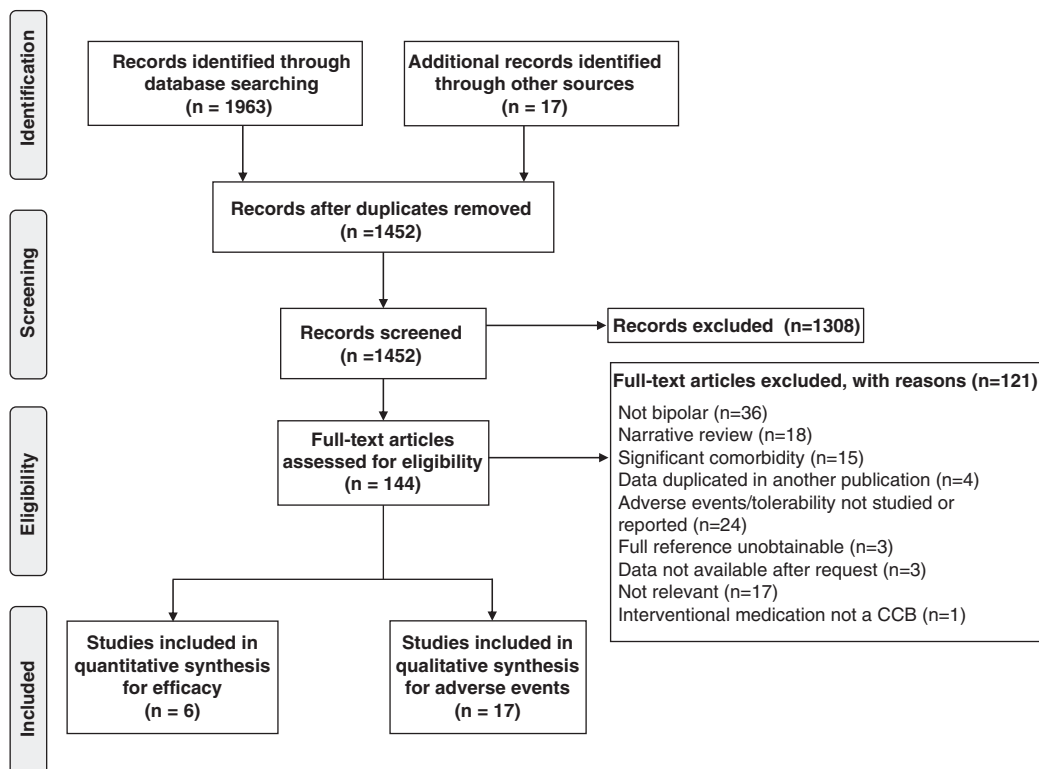 Identification
Records identified through
database searching
(n = 1963)
Additional records identified
through other sources
(n = 17)
Screening
Records after duplicates removed
(n =1452)
Records screened
(n =1452)
Records excluded (n=1308)
Eligibility
Full-text articles
assessed for eligibility
(n = 144)
Full-text articles excluded, with reasons (n=121)
Not bipolar (n=36)
Narrative review (n=18)
Significant comorbidity (n=15)
Data duplicated in another publication (n=4)
Adverse events/tolerability not studied or
reported (n=24)
Full reference unobtainable (n=3)
Data not available after request (n=3)
Not relevant (n=17)
Interventional medication not a CCB (n=1)
Included
Studies included in
quantitative synthesis
for efficacy
(n = 6)
Studies included in
qualitative synthesis
for adverse events
(n = 17)